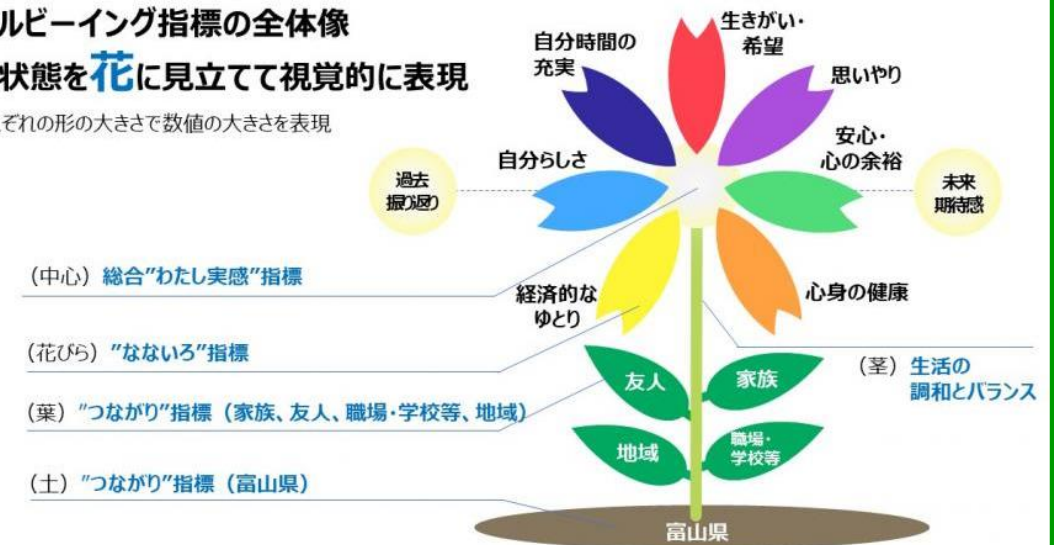 ルビーイング指標の全体像
状態を花に見立てて視覚的に表現
ぞれの形の大きさで数値の大きさを表現
生きがい・
希望
自分時間の
充実
思いやり
安心・
心の余裕
自分らしさ
過去
振り返り
未来
期待感
（中心）総合”わたし実感”指標
経済的な
ゆとり
心身の健康
（花びら）”なないろ”指標
（茎）生活の
調和とバランス
友人
家族
（葉）”つながり”指標（家族、友人、職場・学校等、地域）
地域
職場・
学校等
（土）”つながり”指標（富山県）
富山県